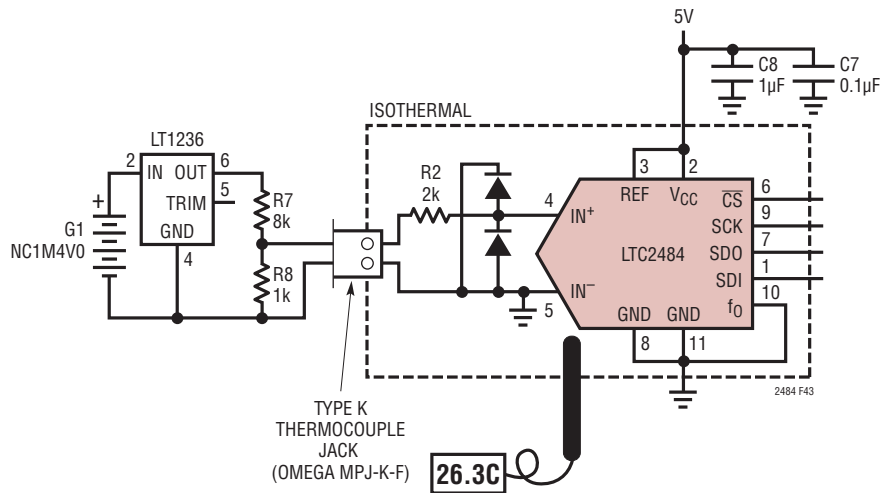 5V
C8
1µF
C7
0.1µF
ISOTHERMAL
LT1236
2
IN
OUT
6
TRIM
5
GND
4
+
G1
NC1M4V0
R7
8k
R8
1k
R2
2k
4
IN+
3
REF
2
VCC
CS
6
SCK
9
LTC2484
SDO
7
SDI
1
fO
10
IN–
5
GND
GND
8
11
2484 F43
TYPE K
THERMOCOUPLE
JACK
(OMEGA MPJ-K-F)
26.3C